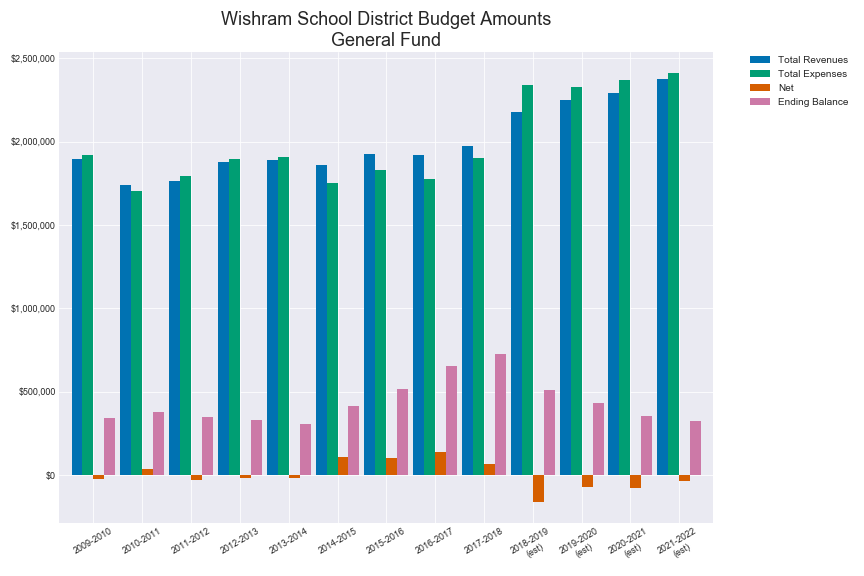 Wishram School District Budget Amounts
General Fund
Total Revenues
Total Expenses
Net
Ending Balance
$2,500,000
$2,000,000
$1,500,000
$1,000,000
$500,000
$0
2009-2010
2010-2011
2011-2012
2012-2013
2013-2014
2014-2015
2015-2016
2016-2017
2017-2018
2018-2019
(est)
2019-2020
(est)
2020-2021
(est)
2021-2022
(est)